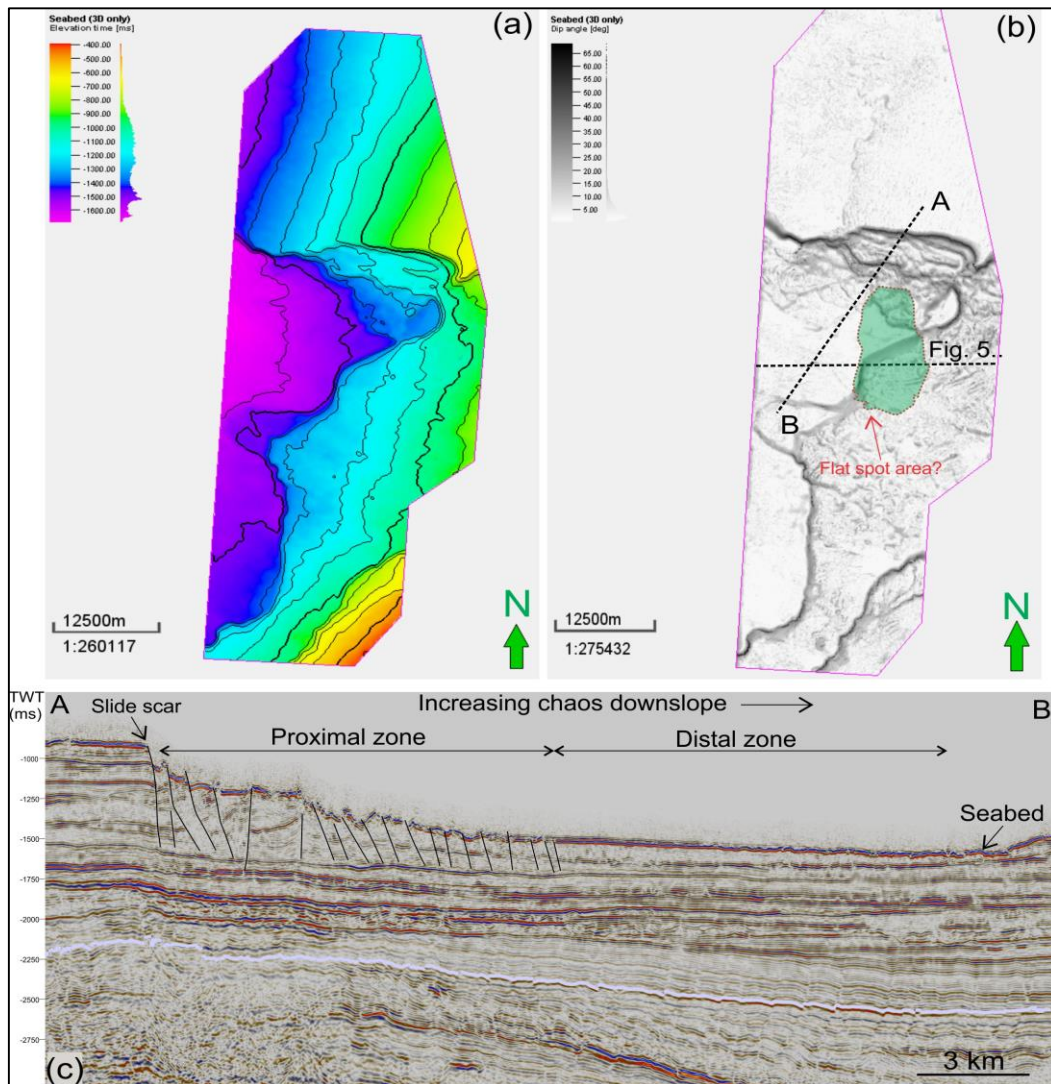 Seabed (3D only)
Elevation time [ms]
-400.00
-600.00
-700.00
-800.00
-900.00
-1000.00
-1100.00
-1200.00
-1300.00
-1400.00
-1500.00
-1600.00
(a)
12500m
1:260117
N
Seabed (3D only)
Dip angle [deg]
65.00
60.00
55.00
50.00
45.00
40.00
35.00
30.00
25.00
20.00
15.00
10.00
5.00
(b)
A
Fig. 5..
B
Flat spot area?
12500m
1:275432
N
TWT
(ms)
A
Slide scar
Increasing chaos downslope
B
Proximal zone
Distal zone
Seabed
-1000
-1250
-1500
-1750
-2000
-2250
-2500
-2750
(c)
3 km